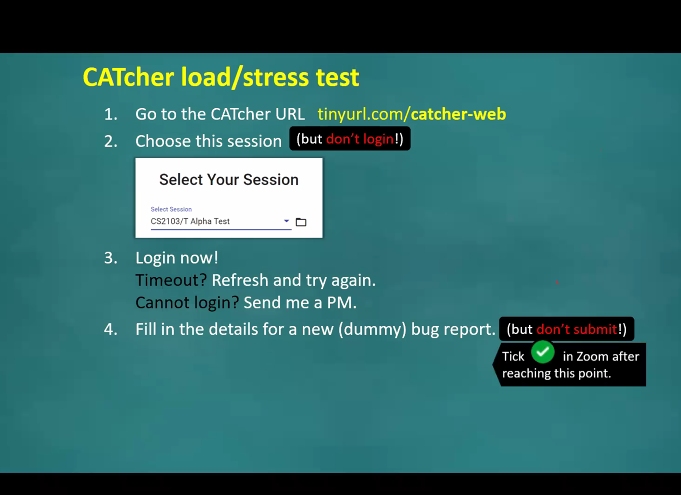 CATcher load/stress test
1. Go to the CATcher URL tinyurl.com/catcher-web
2. Choose this session (but don't login!)
Select Your Session
Select Session
CS2103/T Alpha Test
3. Login now!
Timeout? Refresh and try again.
Cannot login? Send me a PM.
4. Fill in the details for a new (dummy) bug report. (but don't submit!)
Tick in Zoom after
reaching this point.